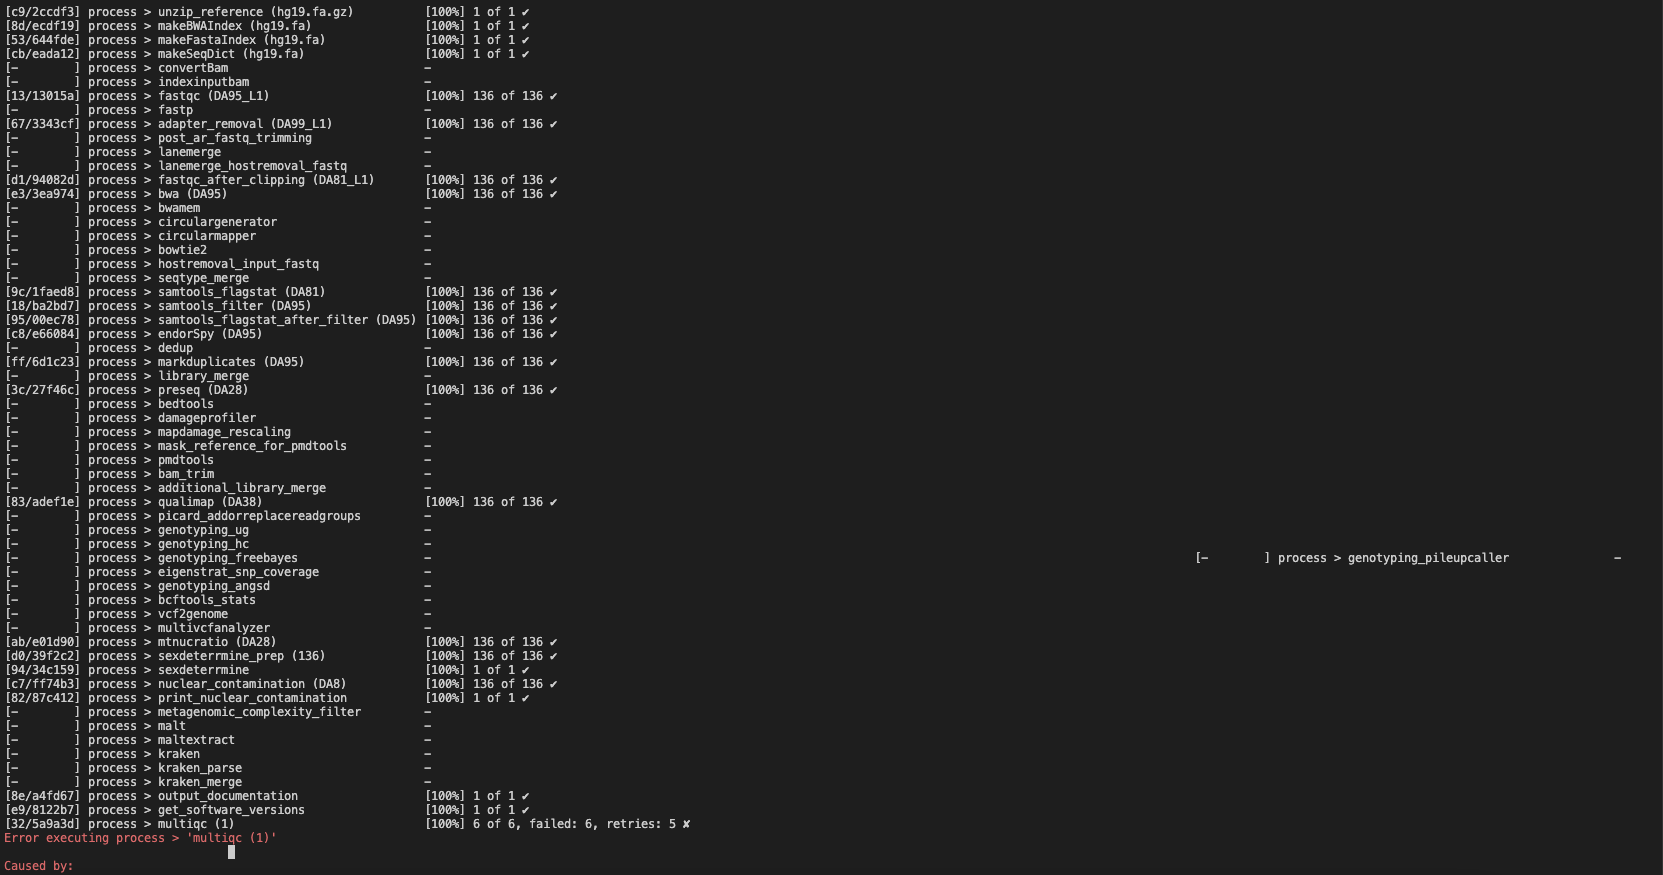 [c9/2ccdf3] process > unzip_reference (hg19.fa.gz) [100%] 1 of 1 ✔
[8d/ecdf19] process > makeBWAIndex (hg19.fa) [100%] 1 of 1 ✔
[53/644fde] process > makeFastaIndex (hg19.fa) [100%] 1 of 1 ✔
[cb/eada12] process > makeSeqDict (hg19.fa) [100%] 1 of 1 ✔
[- ] process > convertBam -
[- ] process > indexinputbam -
[13/13015a] process > fastqc (DA95_L1) [100%] 136 of 136 ✔
[- ] process > fastp -
[67/3343cf] process > adapter_removal (DA99_L1) [100%] 136 of 136 ✔
[- ] process > post_ar_fastq_trimming -
[- ] process > lanemerge -
[- ] process > lanemerge_hostremoval_fastq -
[d1/94082d] process > fastqc_after_clipping (DA81_L1) [100%] 136 of 136 ✔
[e3/3ea974] process > bwa (DA95) [100%] 136 of 136 ✔
[- ] process > bwamem -
[- ] process > circulargenerator -
[- ] process > circularmapper -
[- ] process > bowtie2 -
[- ] process > hostremoval_input_fastq -
[- ] process > seqtype_merge -
[9c/1faed8] process > samtools_flagstat (DA81) [100%] 136 of 136 ✔
[18/ba2bd7] process > samtools_filter (DA95) [100%] 136 of 136 ✔
[95/00ec78] process > samtools_flagstat_after_filter (DA95) [100%] 136 of 136 ✔
[c8/e66084] process > endorSpy (DA95) [100%] 136 of 136 ✔
[- ] process > dedup -
[ff/6d1c23] process > markduplicates (DA95) [100%] 136 of 136 ✔
[- ] process > library_merge -
[3c/27f46c] process > preseq (DA28) [100%] 136 of 136 ✔
[- ] process > bedtools -
[- ] process > damageprofiler -
[- ] process > mapdamage_rescaling -
[- ] process > mask_reference_for_pmdtools -
[- ] process > pmdtools -
[- ] process > bam_trim -
[- ] process > additional_library_merge -
[83/adef1e] process > qualimap (DA38) [100%] 136 of 136 ✔
[- ] process > picard_addorreplacereadgroups -
[- ] process > genotyping_ug -
[- ] process > genotyping_hc -
[- ] process > genotyping_freebayes - [- ] process > genotyping_pileupcaller -
[- ] process > eigenstrat_snp_coverage -
[- ] process > genotyping_angsd -
[- ] process > bcftools_stats -
[- ] process > vcf2genome -
[- ] process > multivcfanalyzer -
[ab/e01d90] process > mtnucratio (DA28) [100%] 136 of 136 ✔
[d0/39f2c2] process > sexdeterrmine_prep (136) [100%] 136 of 136 ✔
[94/34c159] process > sexdeterrmine [100%] 1 of 1 ✔
[c7/ff74b3] process > nuclear_contamination (DA8) [100%] 136 of 136 ✔
[82/87c412] process > print_nuclear_contamination [100%] 1 of 1 ✔
[- ] process > metagenomic_complexity_filter -
[- ] process > malt -
[- ] process > maltextract -
[- ] process > kraken -
[- ] process > kraken_parse -
[- ] process > kraken_merge -
[8e/a4fd67] process > output_documentation [100%] 1 of 1 ✔
[e9/8122b7] process > get_software_versions [100%] 1 of 1 ✔
[32/5a9a3d] process > multiqc (1) [100%] 6 of 6, failed: 6, retries: 5 ✘
Error executing process > 'multiqc (1)'
Caused by: